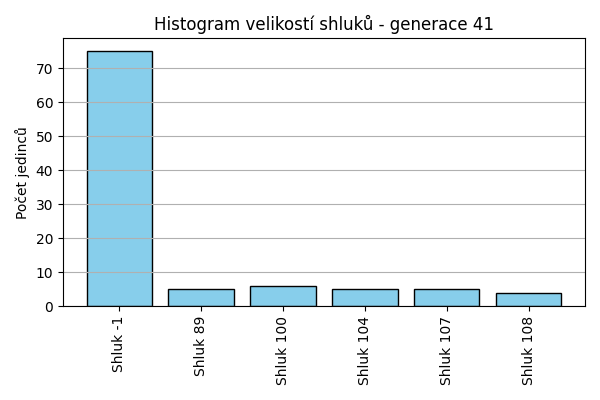 Histogram velikostí shluků - generace 41
Počet jedinců
70
60
50
40
30
20
10
0
Shluk -1
Shluk 89
Shluk 100
Shluk 104
Shluk 107
Shluk 108